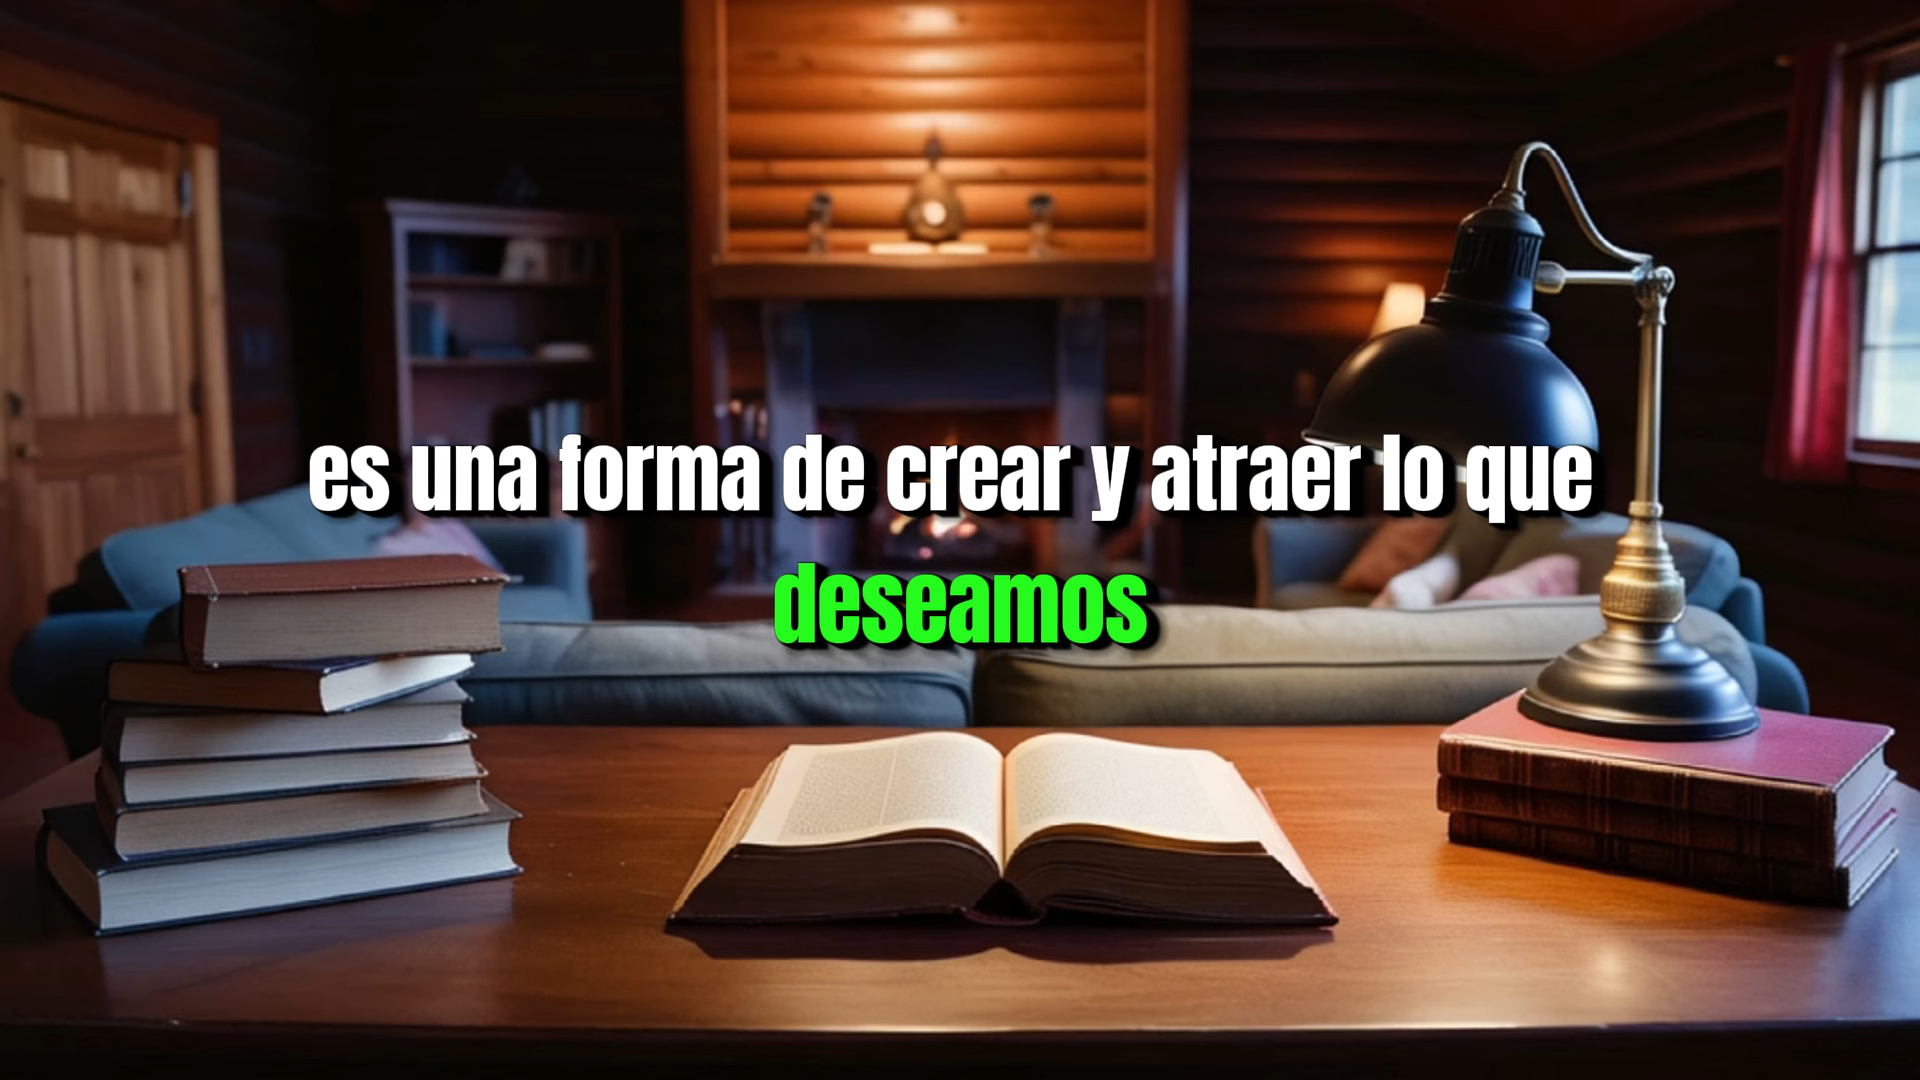 es una forma de crear y atraer lo que
deseamos